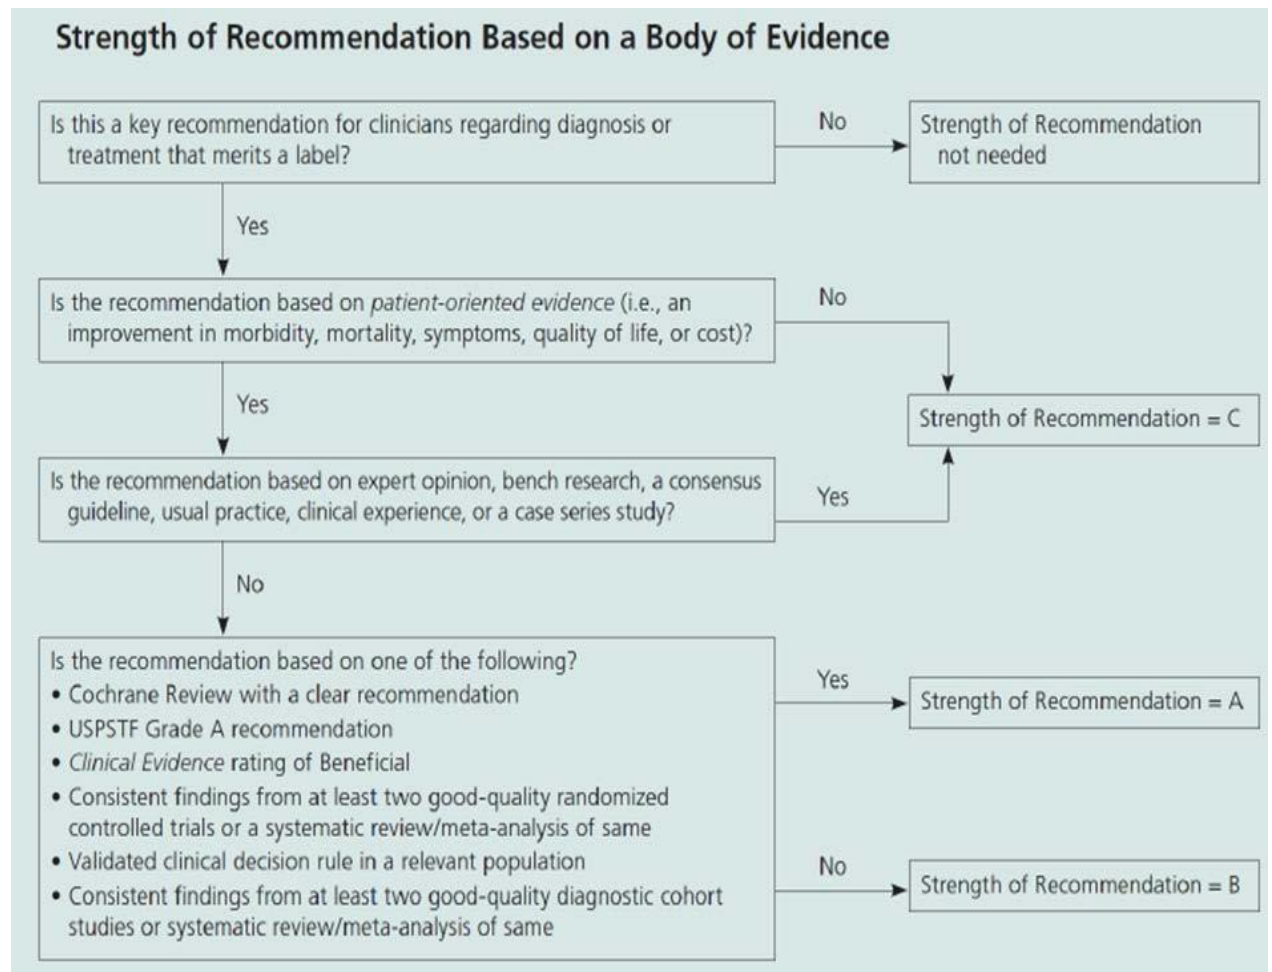 Strength of Recommendation Based on a Body of Evidence
Is this a key recommendation for clinicians regarding diagnosis or
treatment that merits a label?
No
Strength of Recommendation
not needed
Yes
Is the recommendation based on patient-oriented evidence (i.e., an
improvement in morbidity, mortality, symptoms, quality of life, or cost)?
No
Yes
Strength of Recommendation = C
Is the recommendation based on expert opinion, bench research, a consensus
guideline, usual practice, clinical experience, or a case series study?
Yes
No
Is the recommendation based on one of the following?
• Cochrane Review with a clear recommendation
• USPSTF Grade A recommendation
• Clinical Evidence rating of Beneficial
• Consistent findings from at least two good-quality randomized
controlled trials or a systematic review/meta-analysis of same
• Validated clinical decision rule in a relevant population
• Consistent findings from at least two good-quality diagnostic cohort
studies or systematic review/meta-analysis of same
Yes
Strength of Recommendation = A
No
Strength of Recommendation = B